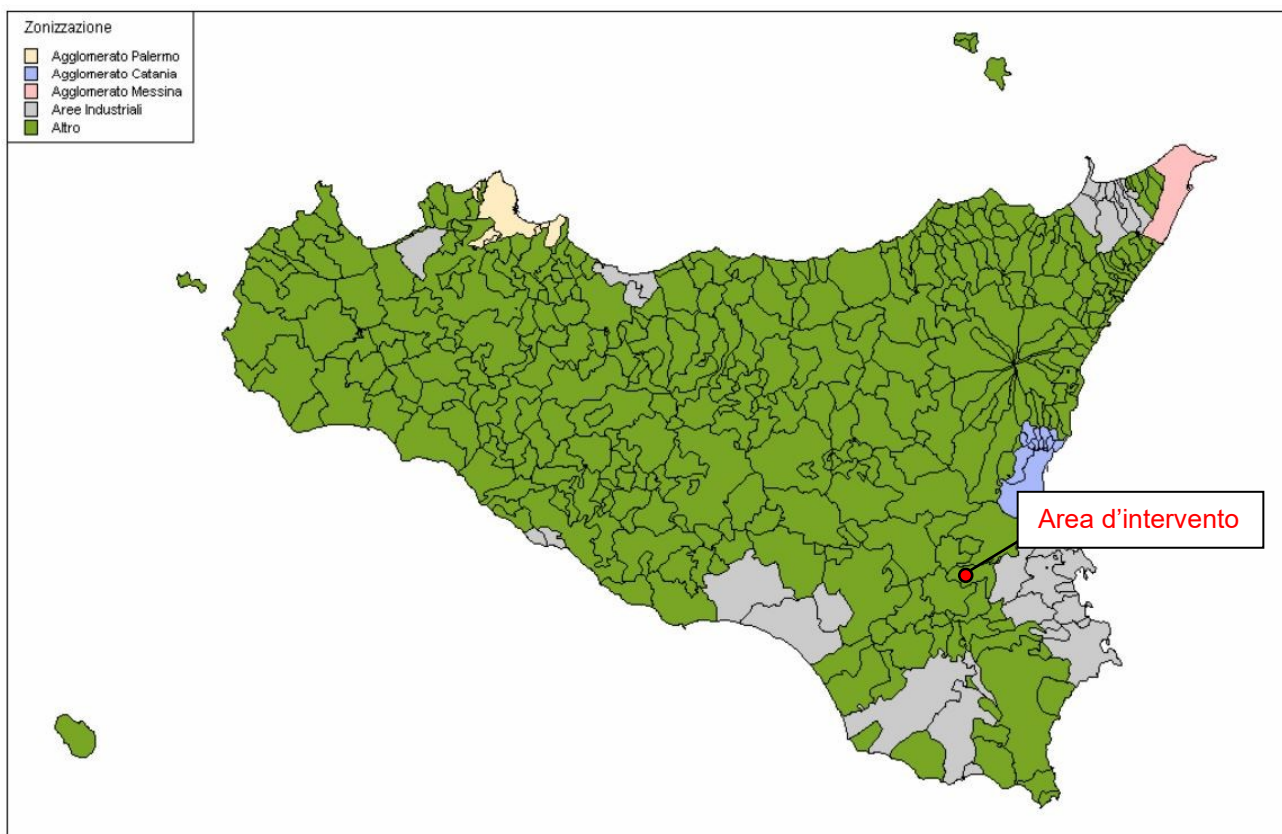 Zonizzazione
Agglomerato Palermo
Agglomerato Catania
Agglomerato Messina
Aree Industriali
Altro
Area d'intervento